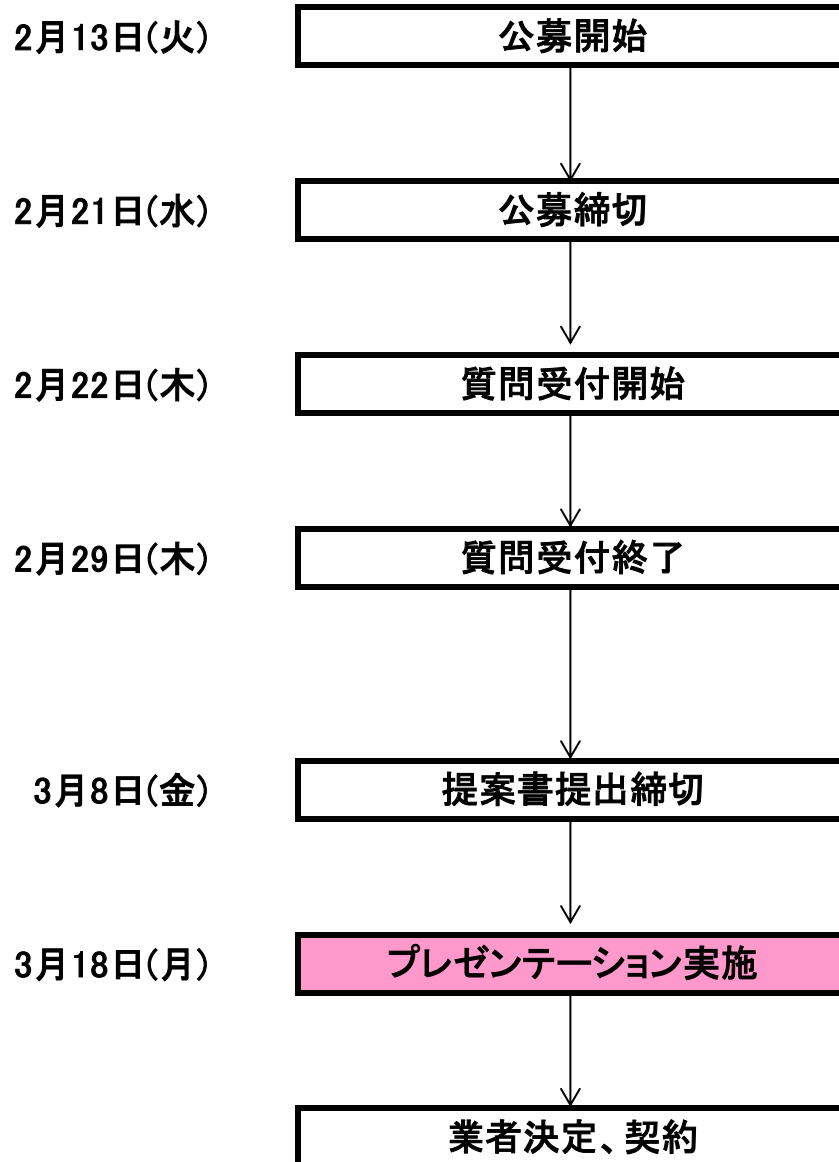 2月13日(火) 公募開始
2月21日(水) 公募締切
2月22日(木) 質問受付開始
2月29日(木) 質問受付終了
3月8日(金) 提案書提出締切
3月18日(月) プレゼンテーション実施
業者決定、契約